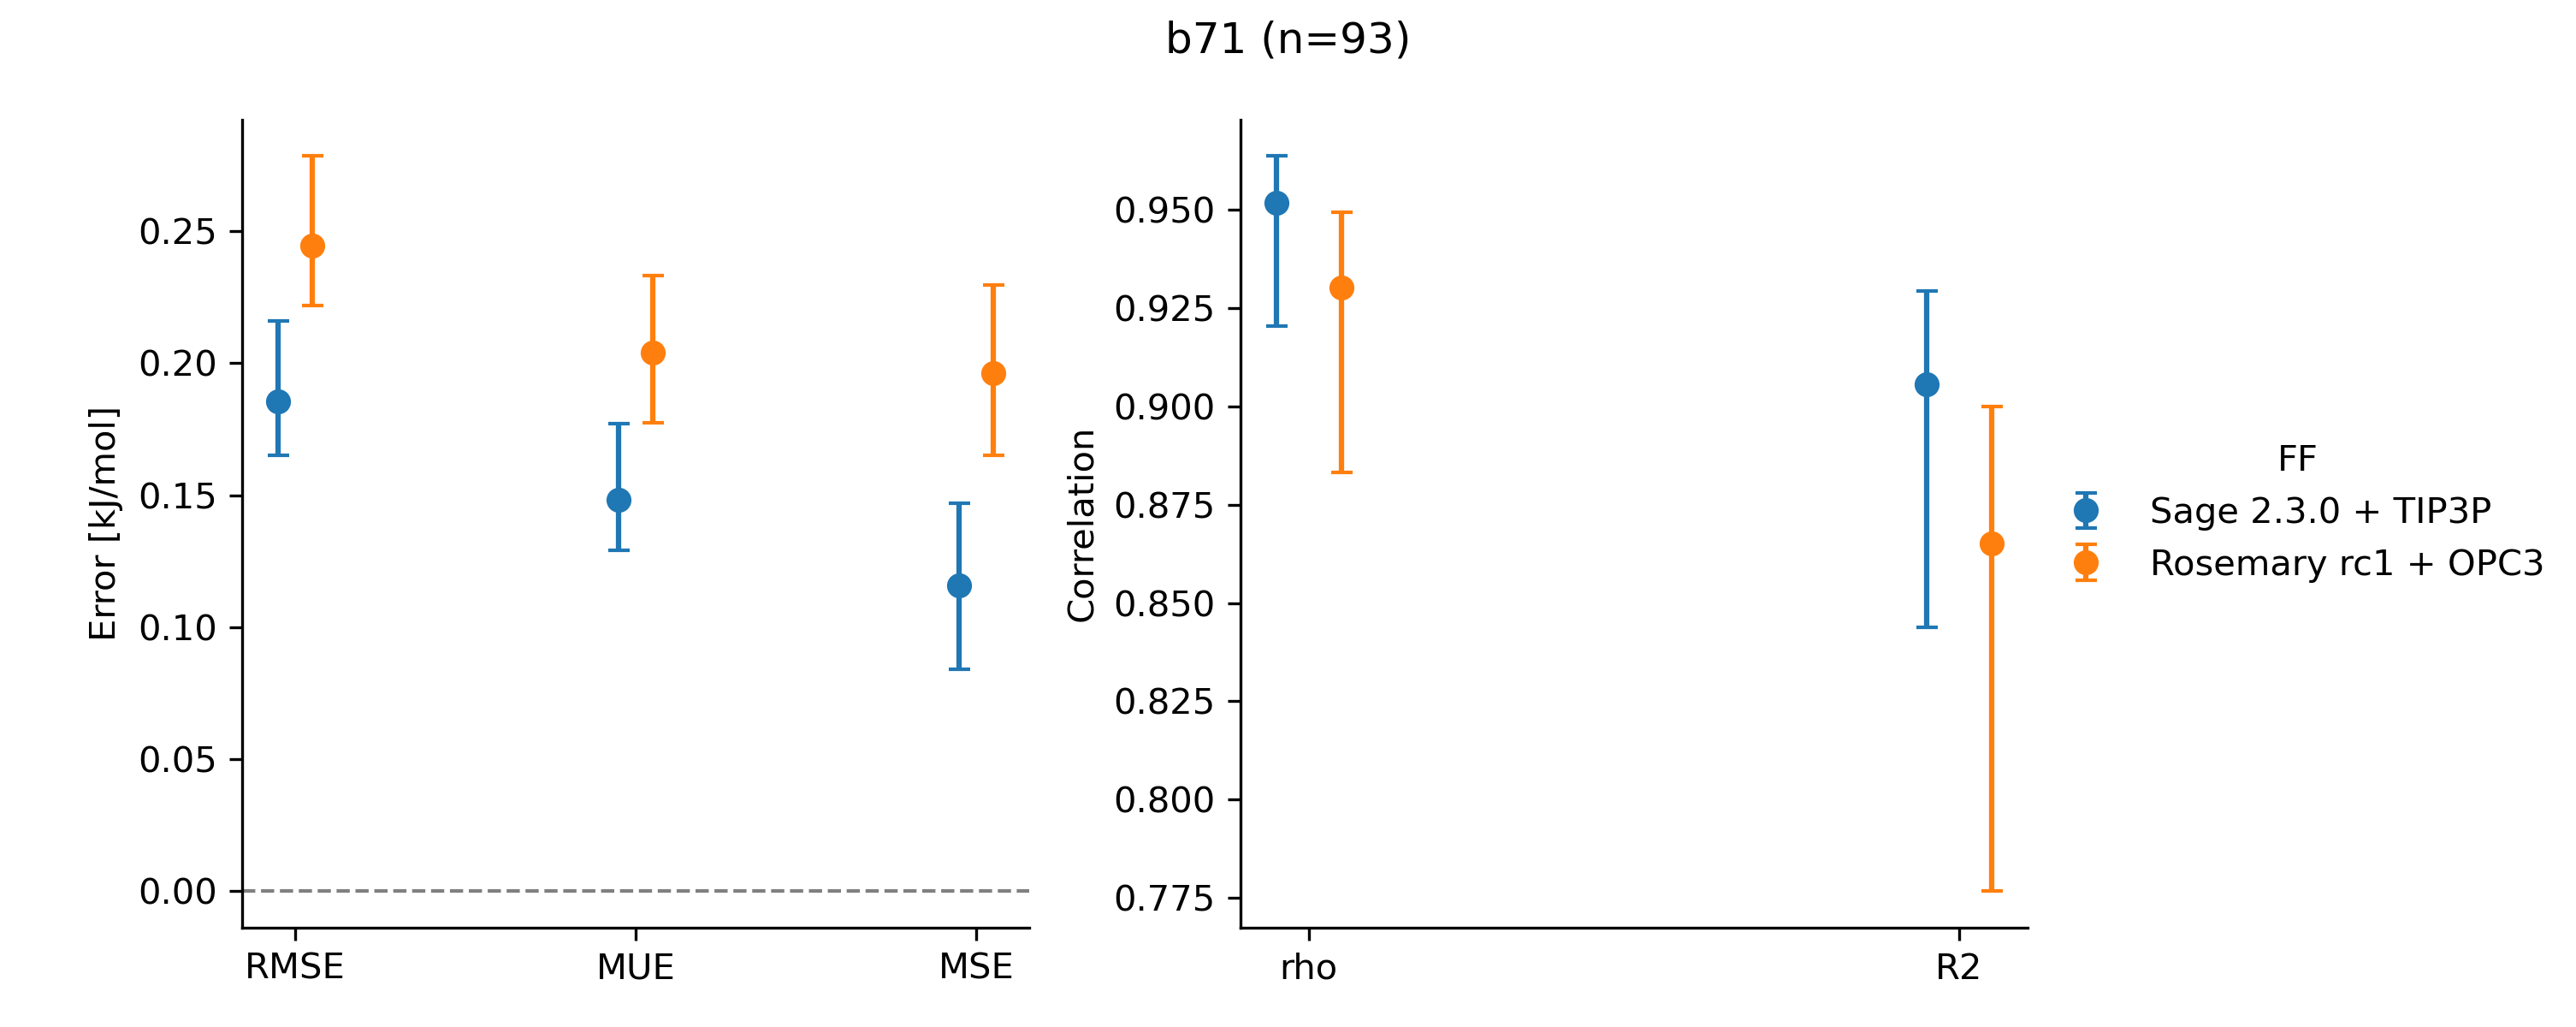 b71 (n=93)
Error [kJ/mol]
0.25
0.20
0.15
0.10
0.05
0.00
RMSE
MUE
MSE
Correlation
0.950
0.925
0.900
0.875
0.850
0.825
0.800
0.775
rho
R2
FF
Sage 2.3.0 + TIP3P
Rosemary rc1 + OPC3